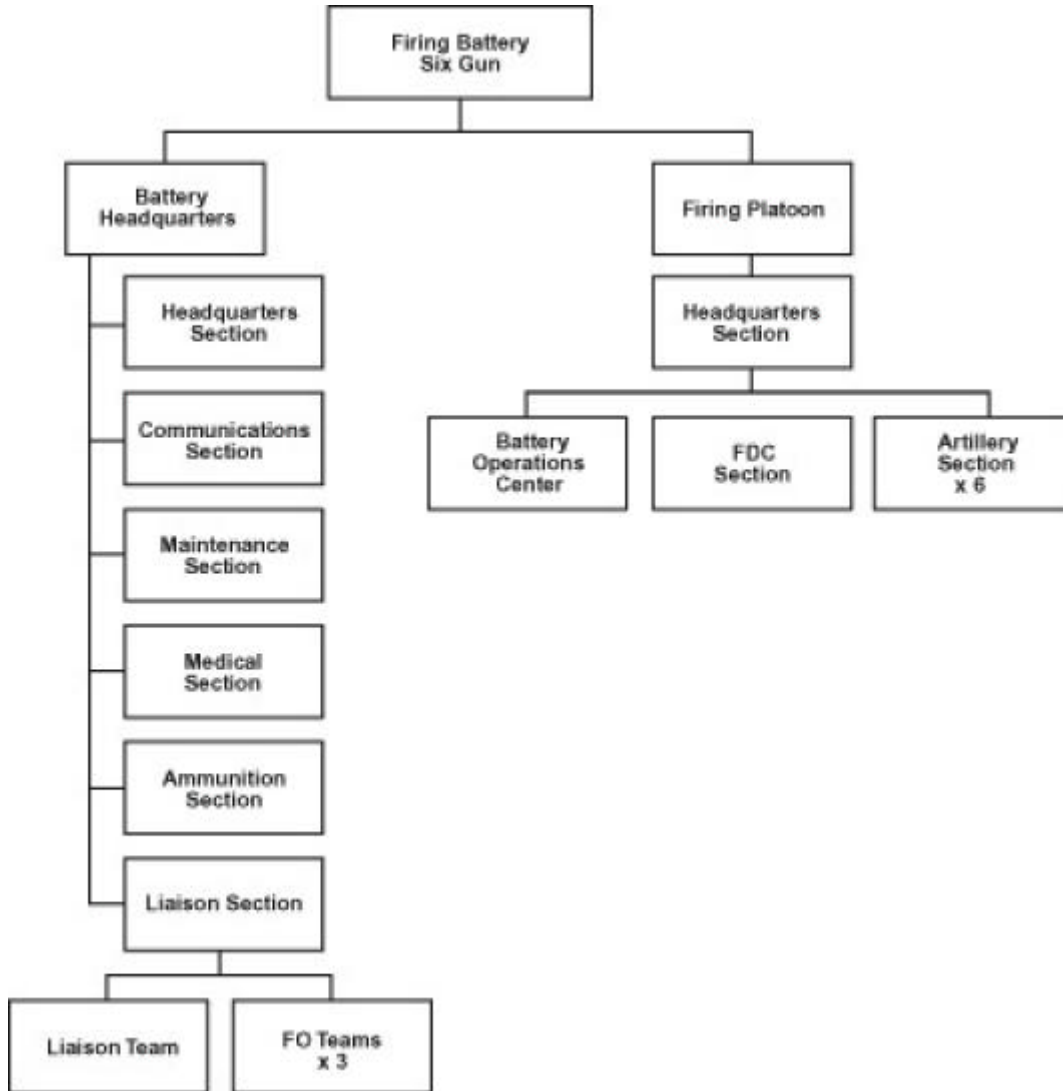 Firing Battery
Six Gun
Battery
Headquarters
Firing Platoon
Headquarters
Section
Headquarters
Section
Communications
Section
Battery
Operations
Center
FDC
Section
Artillery
Section
x 6
Maintenance
Section
Medical
Section
Ammunition
Section
Liaison Section
Liaison Team
FO Teams
x 3